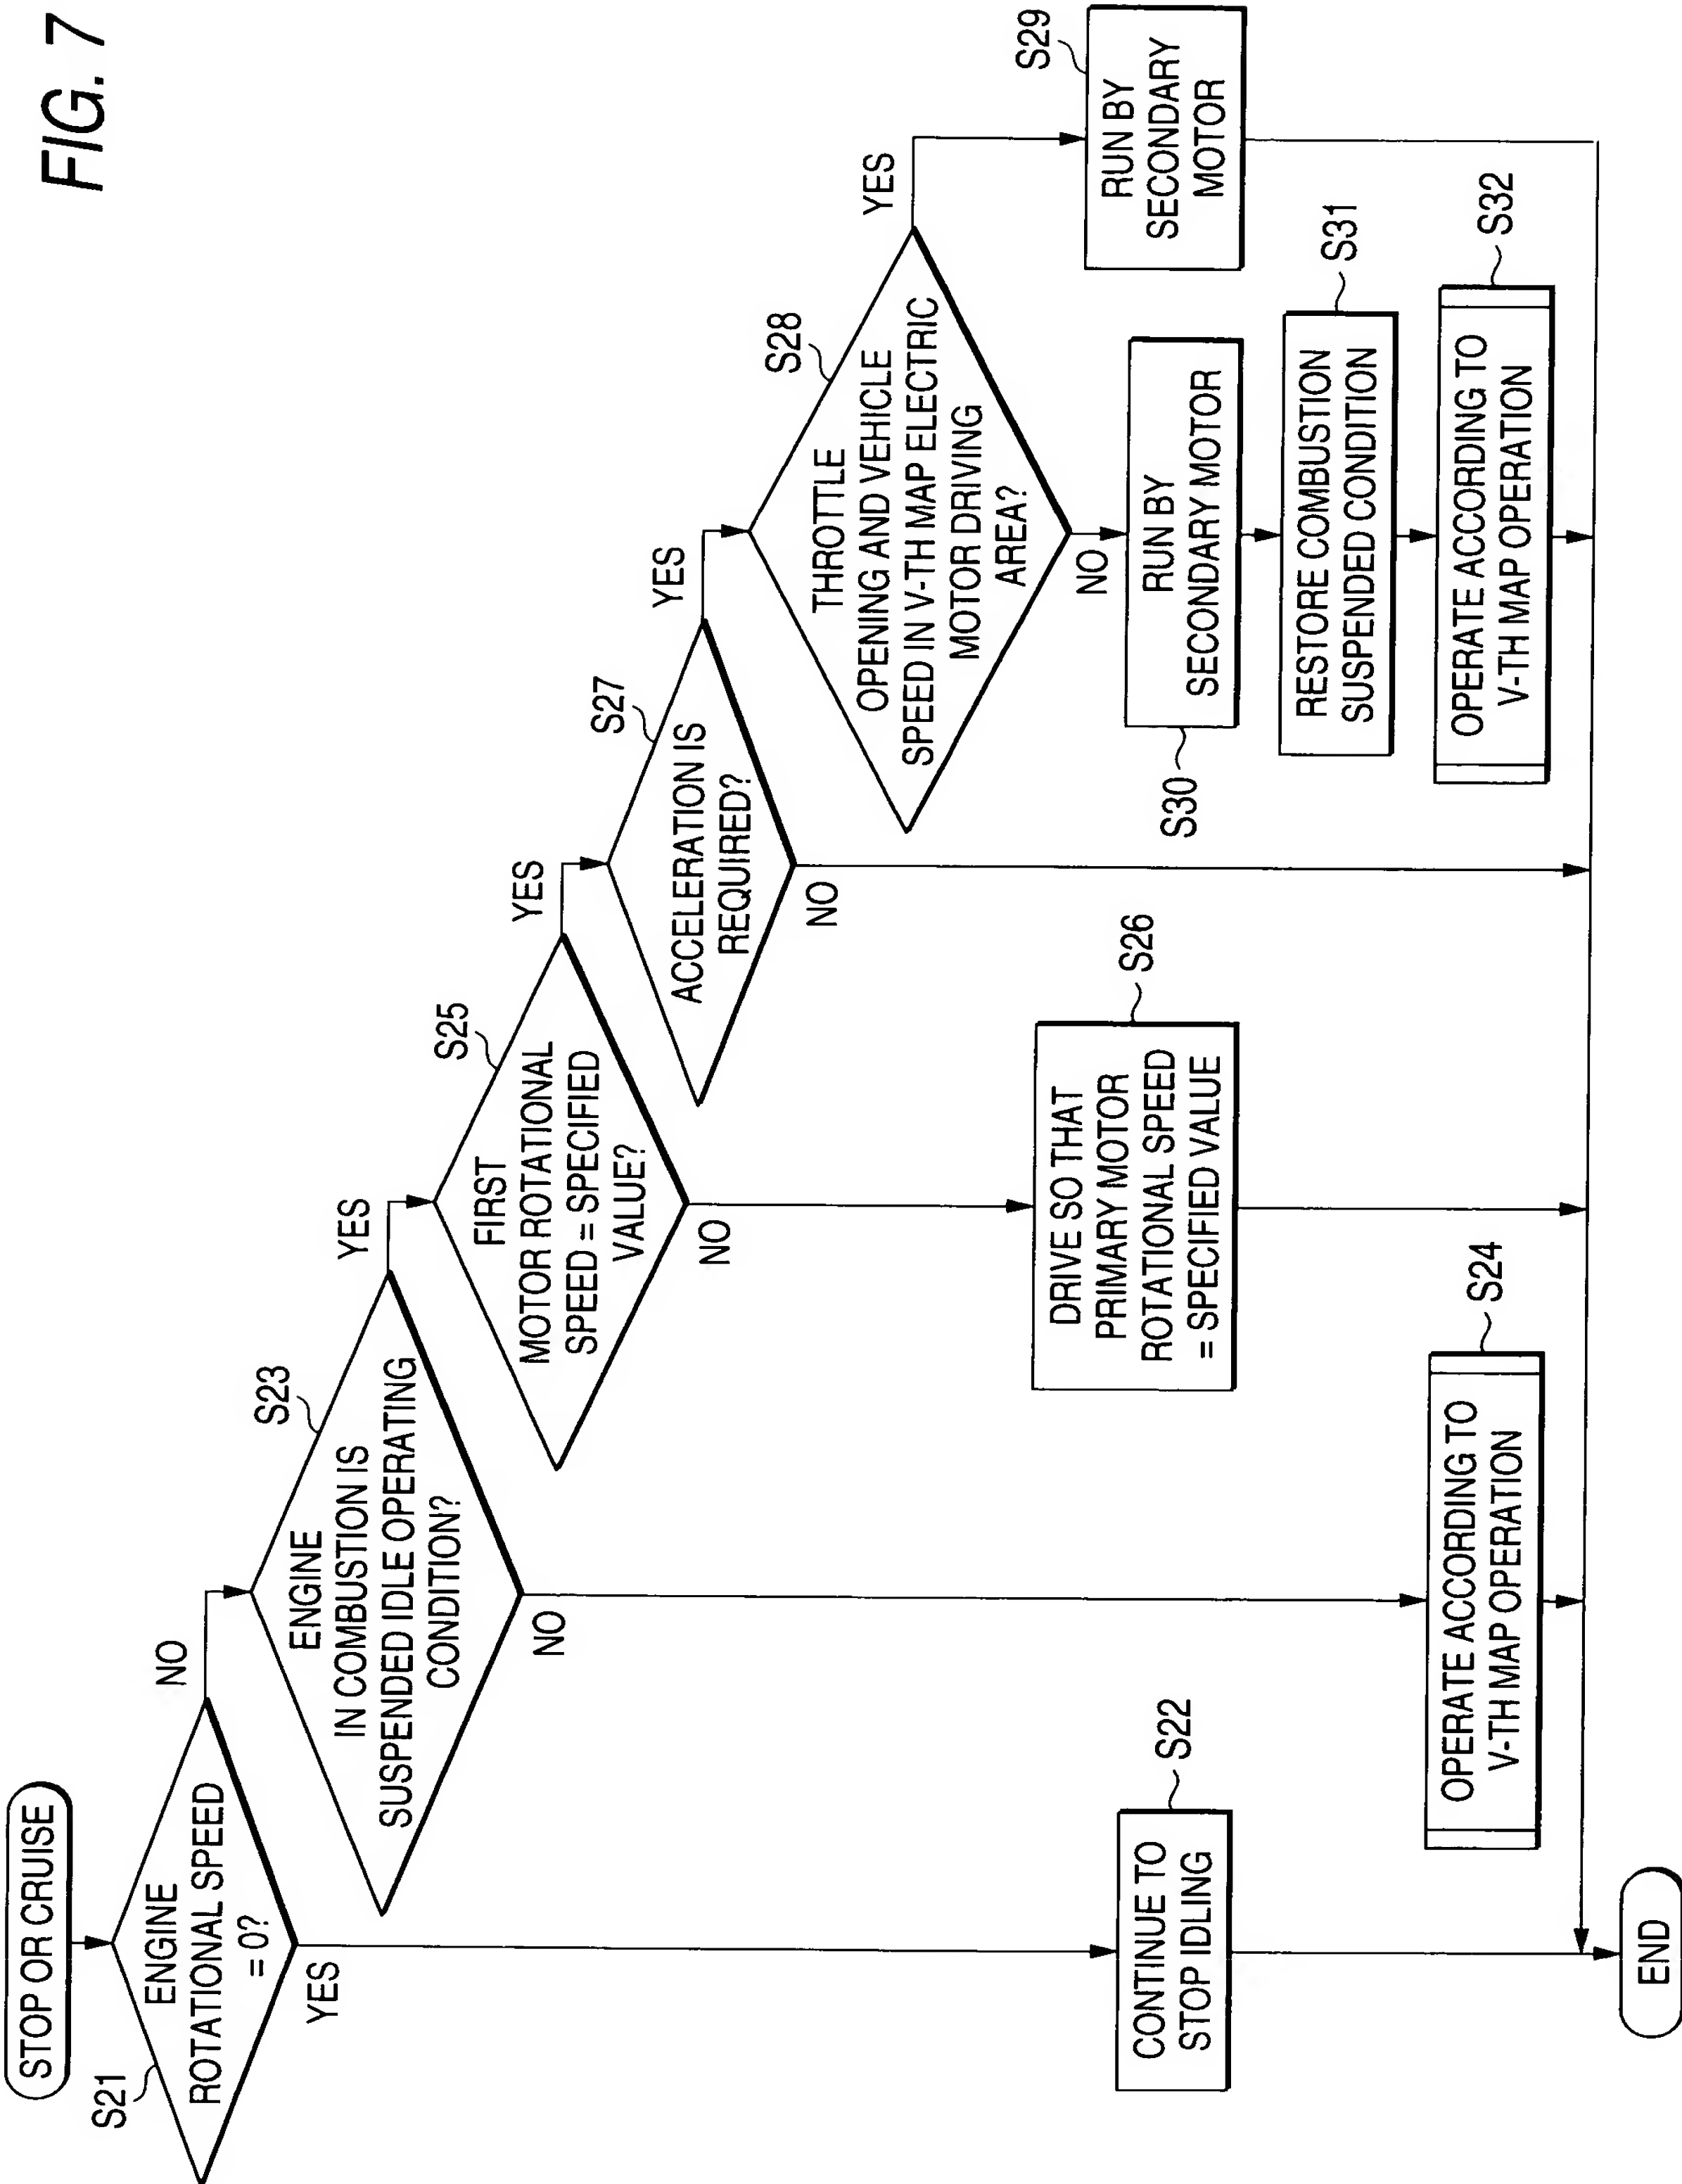 FIG. 7
STOP OR CRUISE
S21
ENGINE
ROTATIONAL SPEED
= 0?
NO
YES
S23
ENGINE
IN COMBUSTION IS
SUSPENDED IDLE OPERATING
CONDITION?
YES
NO
S25
FIRST
MOTOR ROTATIONAL
SPEED = SPECIFIED
VALUE?
YES
NO
S27
ACCELERATION IS
REQUIRED?
YES
NO
S28
THROTTLE
OPENING AND VEHICLE
SPEED IN V-TH MAP ELECTRIC
MOTOR DRIVING
AREA?
YES
NO
S29
RUN BY
SECONDARY
MOTOR
S30
RUN BY
SECONDARY MOTOR
S31
RESTORE COMBUSTION
SUSPENDED CONDITION
S32
OPERATE ACCORDING TO
V-TH MAP OPERATION
S26
DRIVE SO THAT
PRIMARY MOTOR
ROTATIONAL SPEED
= SPECIFIED VALUE
S22
CONTINUE TO
STOP IDLING
S24
OPERATE ACCORDING TO
V-TH MAP OPERATION
END